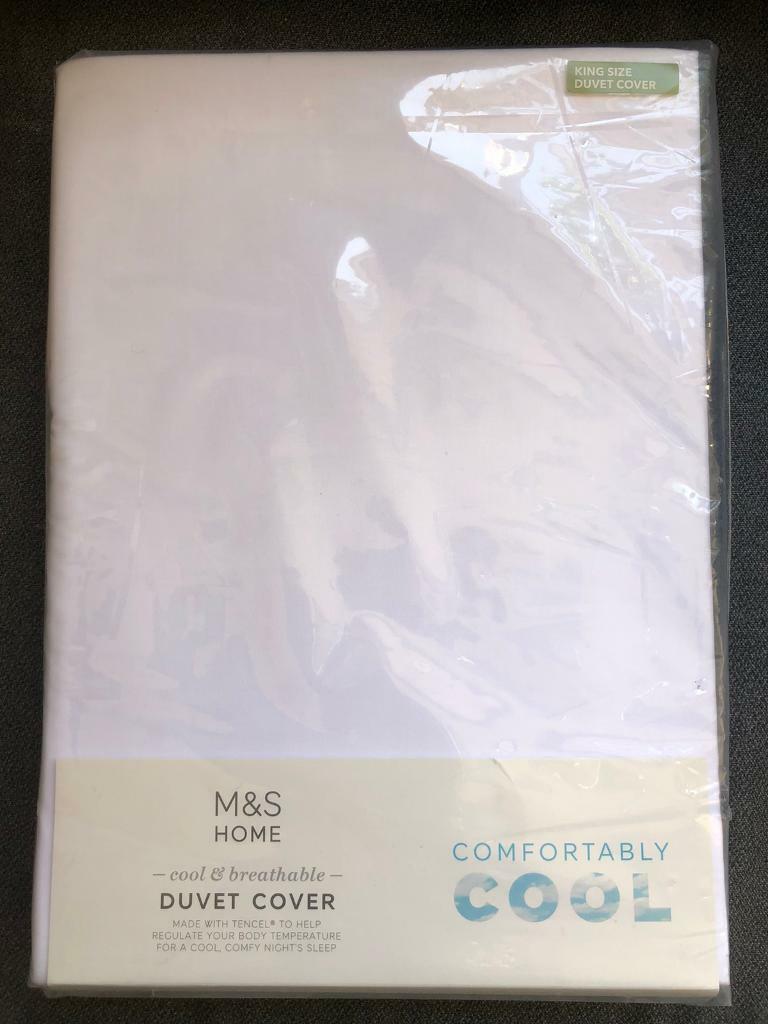 KING SIZE
DUVET COVER
M&S
HOME
– cool & breathable –
DUVET COVER
MADE WITH TENCEL® TO HELP
REGULATE YOUR BODY TEMPERATURE
FOR A COOL, COMFY NIGHT'S SLEEP
COMFORTABLY
COOL